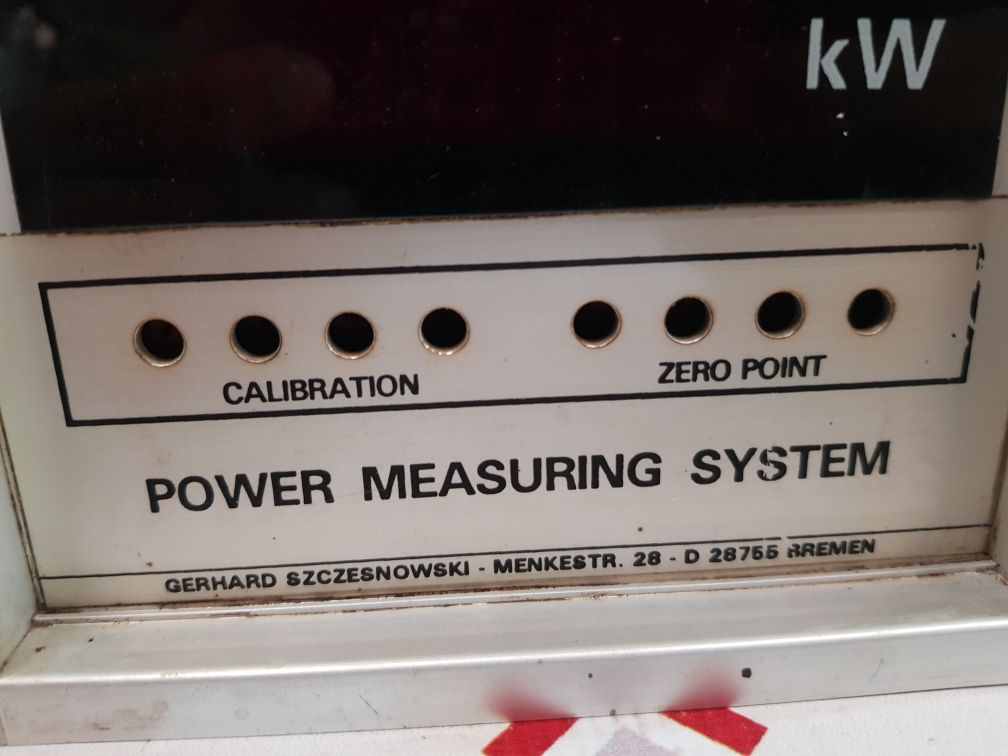 kW
CALIBRATION
ZERO POINT
POWER MEASURING SYSTEM
GERHARD SZCZESNOWSKI - MENKESTR. 28 - D 28755 BREMEN